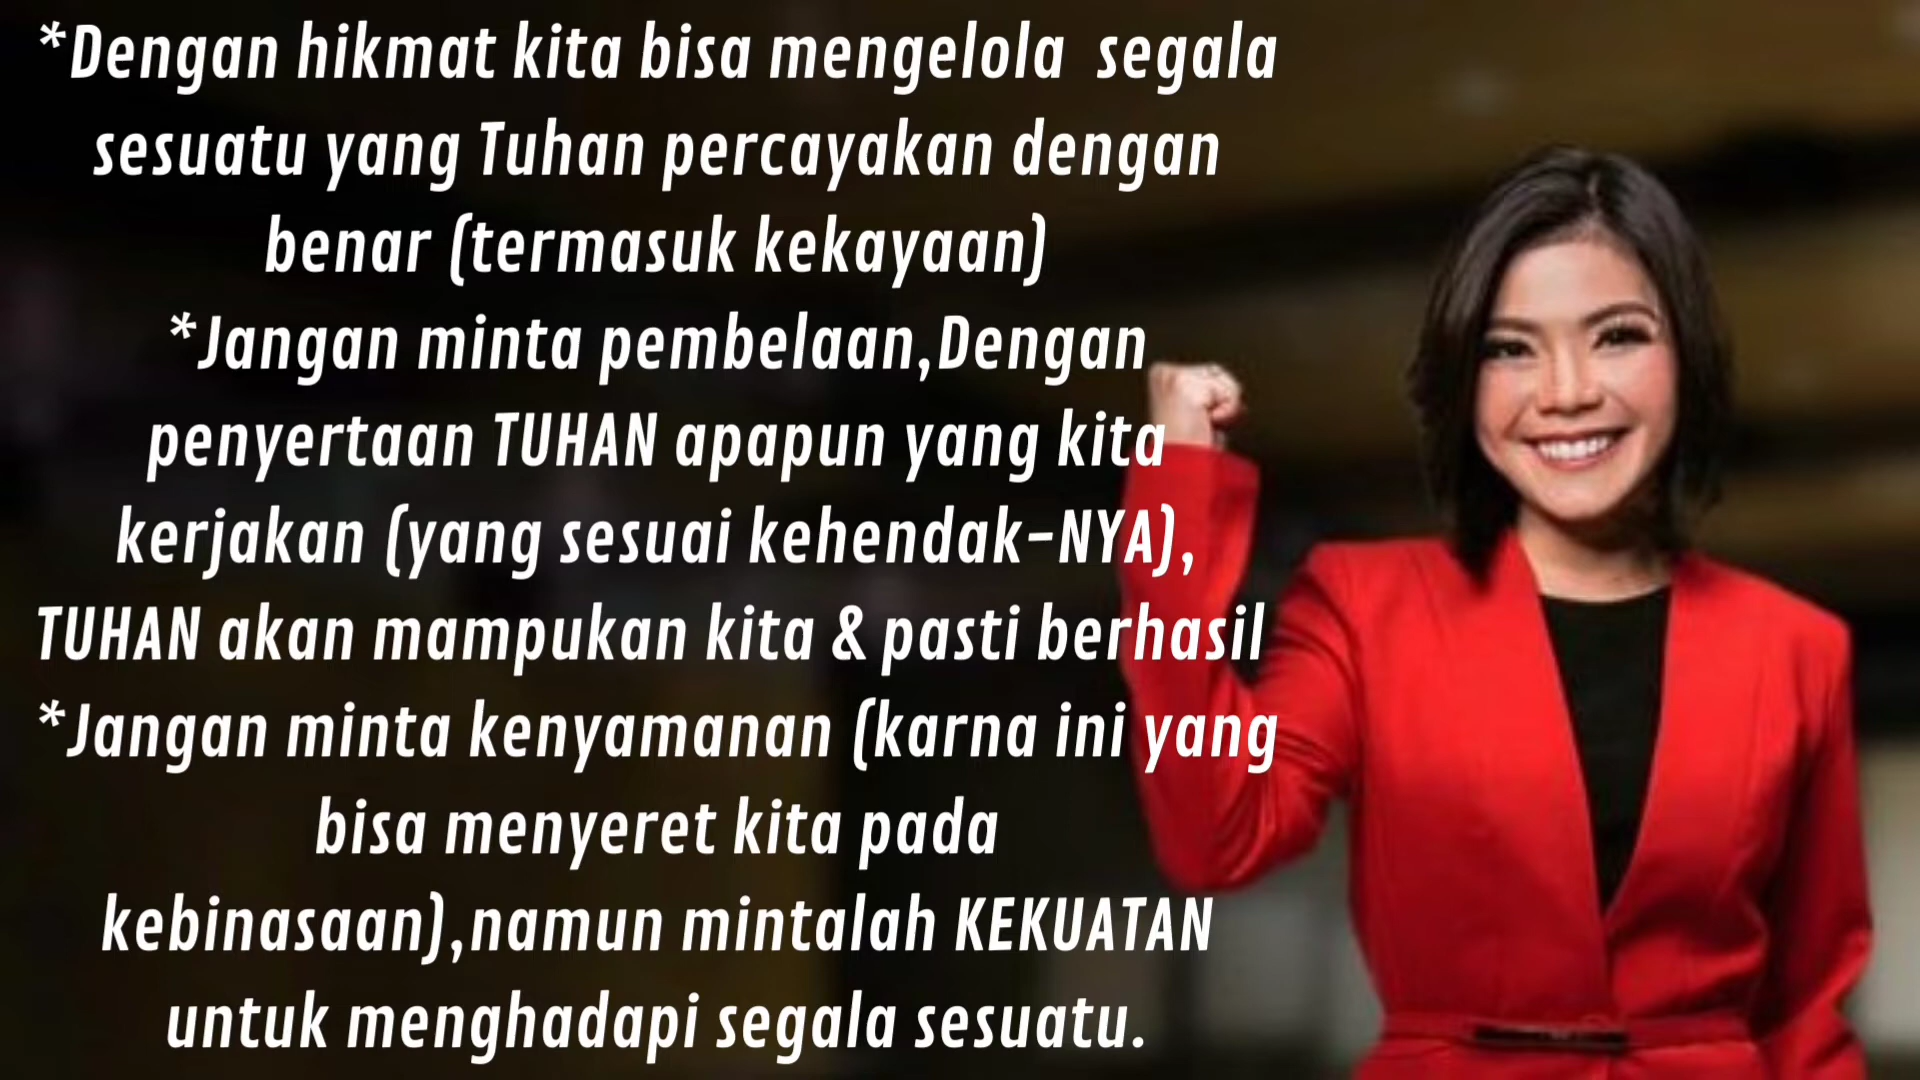 *Dengan hikmat kita bisa mengelola segala
sesuatu yang Tuhan percayakan dengan
benar (termasuk kekayaan)
*Jangan minta pembelaan,Dengan
penyertaan TUHAN apapun yang kita
kerjakan (yang sesuai kehendak-NYA),
TUHAN akan mampukan kita & pasti berhasil
*Jangan minta kenyamanan (karna ini yang
bisa menyeret kita pada
kebinasaan),namun mintalah KEKUATAN
untuk menghadapi segala sesuatu.